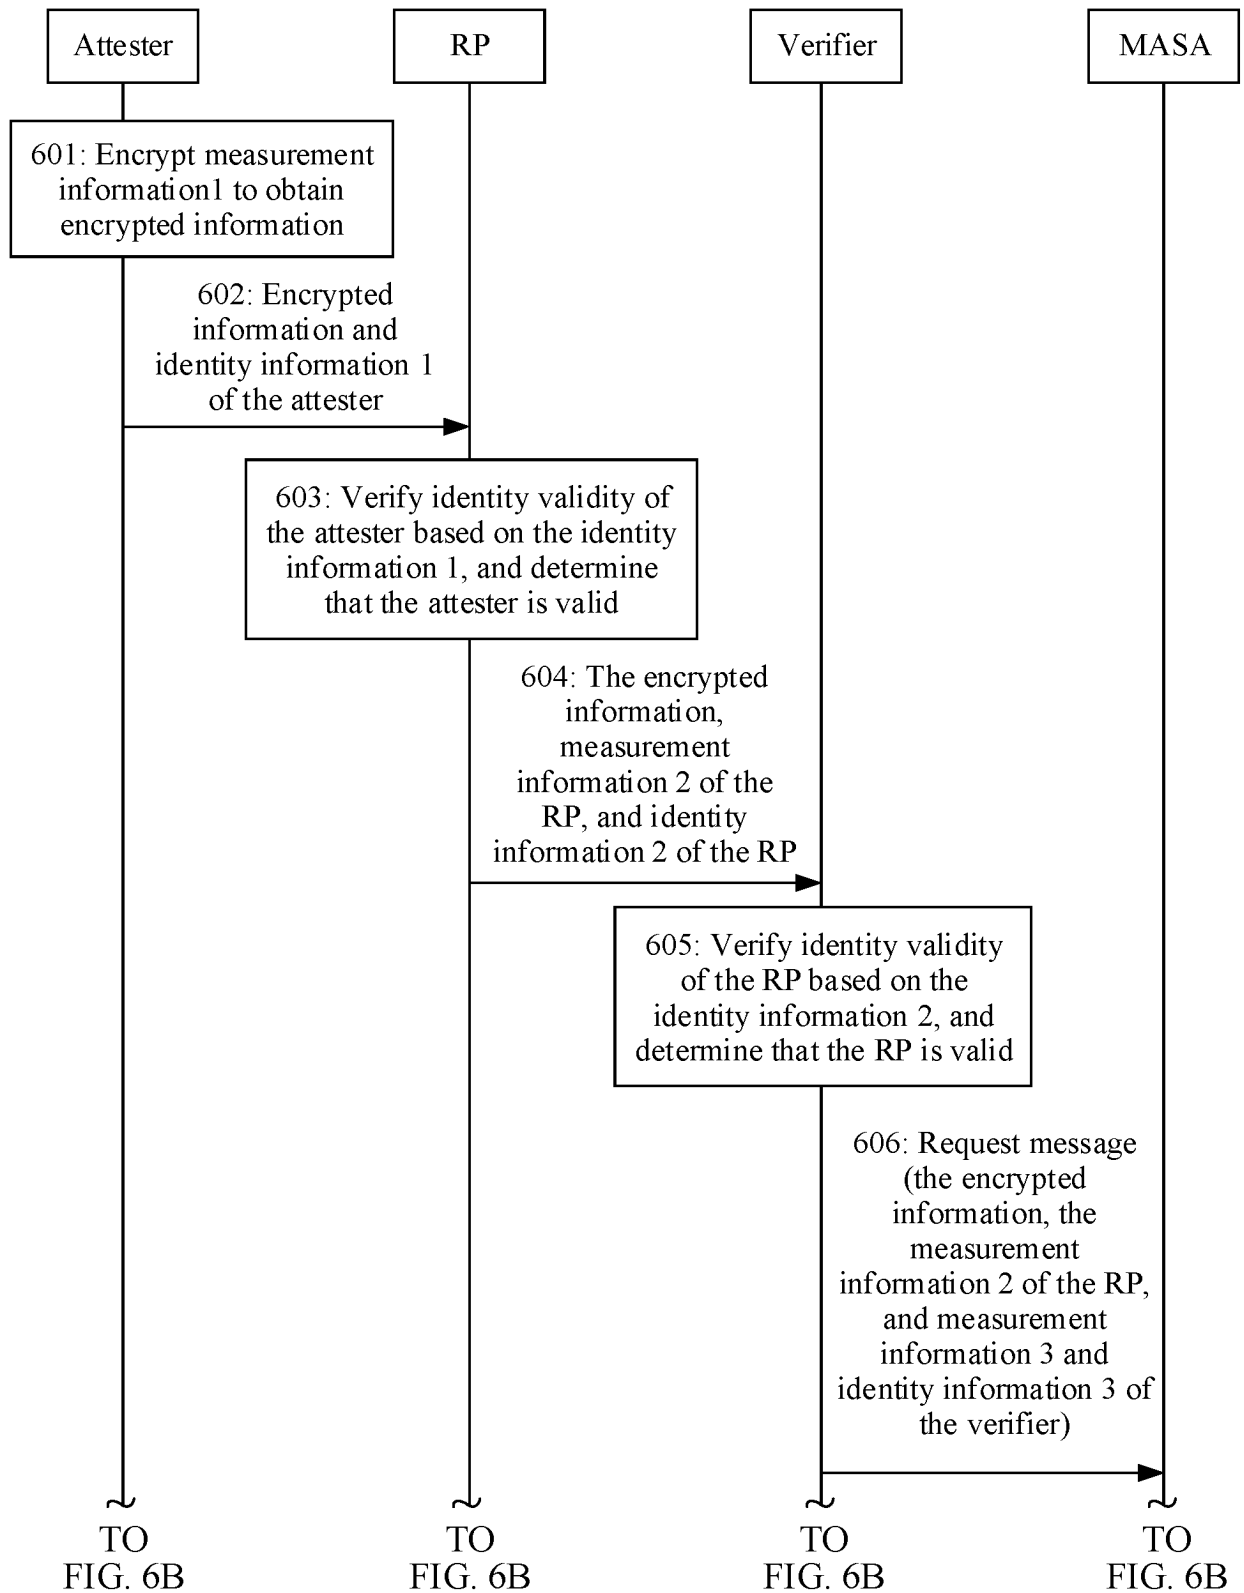 Attester
RP
Verifier
MASA
601: Encrypt measurement
information1 to obtain
encrypted information
602: Encrypted
information and
identity information 1
of the attester
603: Verify identity validity of
the attester based on the identity
information 1, and determine
that the attester is valid
604: The encrypted
information,
measurement
information 2 of the
RP, and identity
information 2 of the RP
605: Verify identity validity
of the RP based on the
identity information 2, and
determine that the RP is valid
606: Request message
(the encrypted
information, the
measurement
information 2 of the RP,
and measurement
information 3 and
identity information 3 of
the verifier)
TO
FIG. 6B
TO
FIG. 6B
TO
FIG. 6B
TO
FIG. 6B